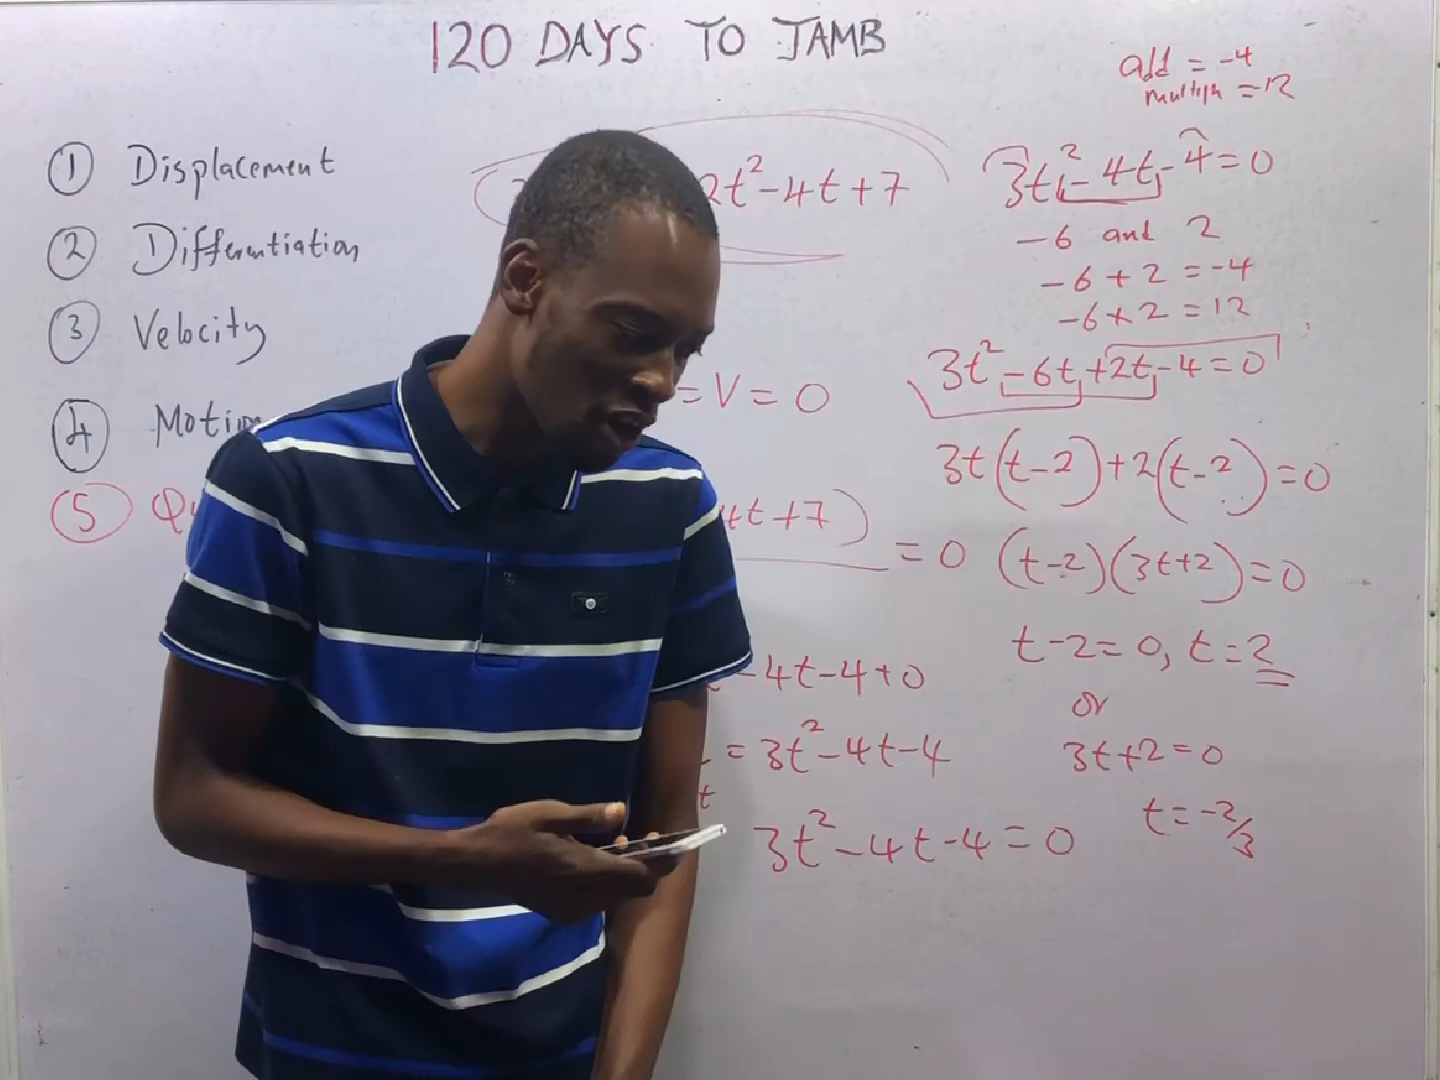 120 DAYS TO JAMB
① Displacement
② Differentiation
③ Velocity
④ Motion
⑤ Qu
2t²-4t+7
= V = 0
4t+7)
= 0
-4t-4+0
= 3t²-4t-4
t
3t²-4t-4=0
add = -4
multiply = -12
3t²-4t-4=0
-6 and 2
-6+2=-4
-6×2=12
3t²-6t+2t-4=0
3t(t-2)+2(t-2)=0
(t-2)(3t+2)=0
t-2=0, t=2
or
3t+2=0
t=-2/3